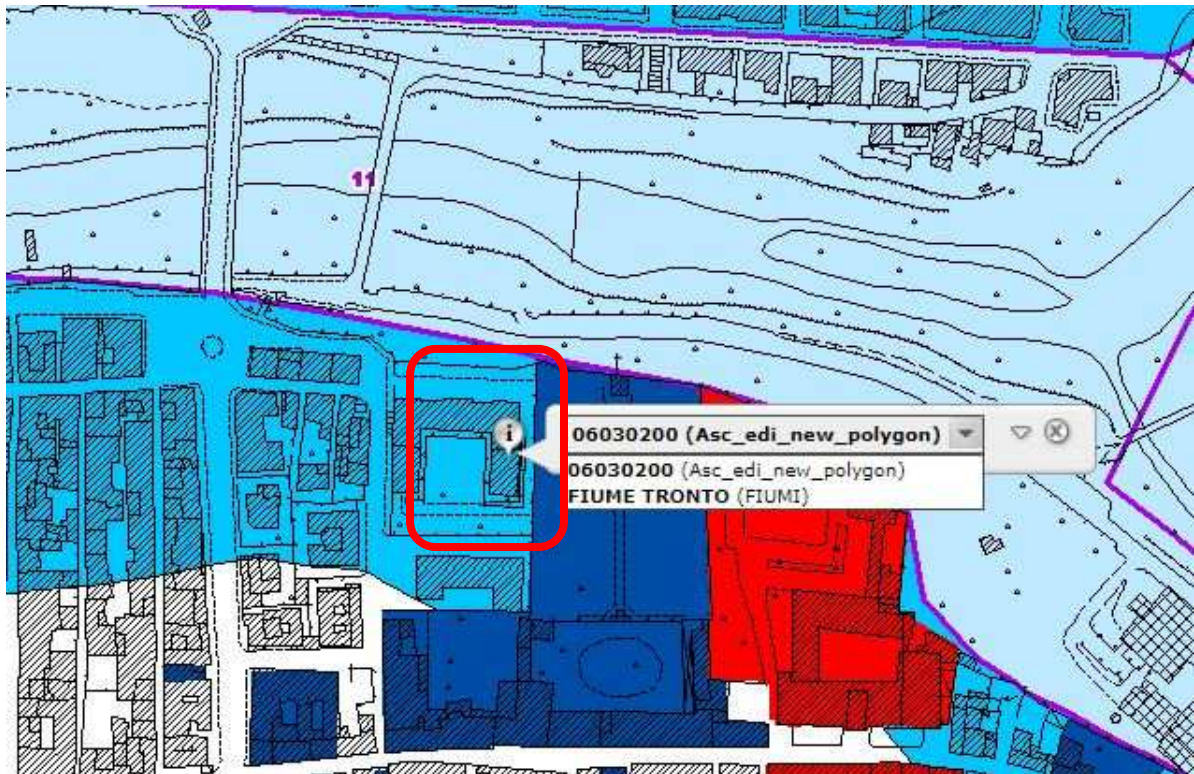 11
i
06030200 (Asc_edi_new_polygon)
06030200 (Asc_edi_new_polygon)
FIUME TRONTO (FIUMI)